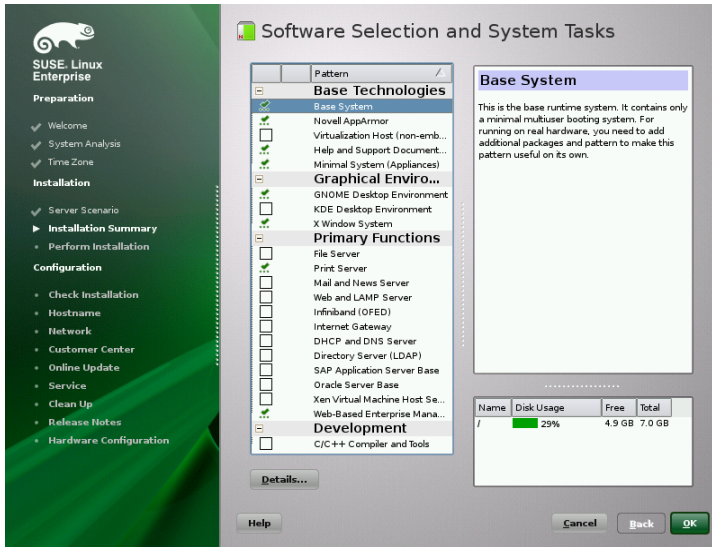 SUSE. Linux
Enterprise
Preparation
Welcome
System Analysis
Time Zone
Installation
Server Scenario
Installation Summary
Perform Installation
Configuration
Check Installation
Hostname
Network
Customer Center
Online Update
Service
Clean Up
Release Notes
Hardware Configuration
Software Selection and System Tasks
Pattern
Base Technologies
Base System
Novell AppArmor
Virtualization Host (non-emb...
Help and Support Document...
Minimal System (Appliances)
Graphical Enviro...
GNOME Desktop Environment
KDE Desktop Environment
X Window System
Primary Functions
File Server
Print Server
Mail and News Server
Web and LAMP Server
Infiniband (OFED)
Internet Gateway
DHCP and DNS Server
Directory Server (LDAP)
SAP Application Server Base
Oracle Server Base
Xen Virtual Machine Host Se...
Web-Based Enterprise Mana...
Development
C/C++ Compiler and Tools
Details...
Base System
This is the base runtime system. It contains only
a minimal multiuser booting system. For
running on real hardware, you need to add
additional packages and pattern to make this
pattern useful on its own.
Name Disk Usage Free Total
/ 29% 4.9 GB 7.0 GB
Help
Cancel
Back
OK